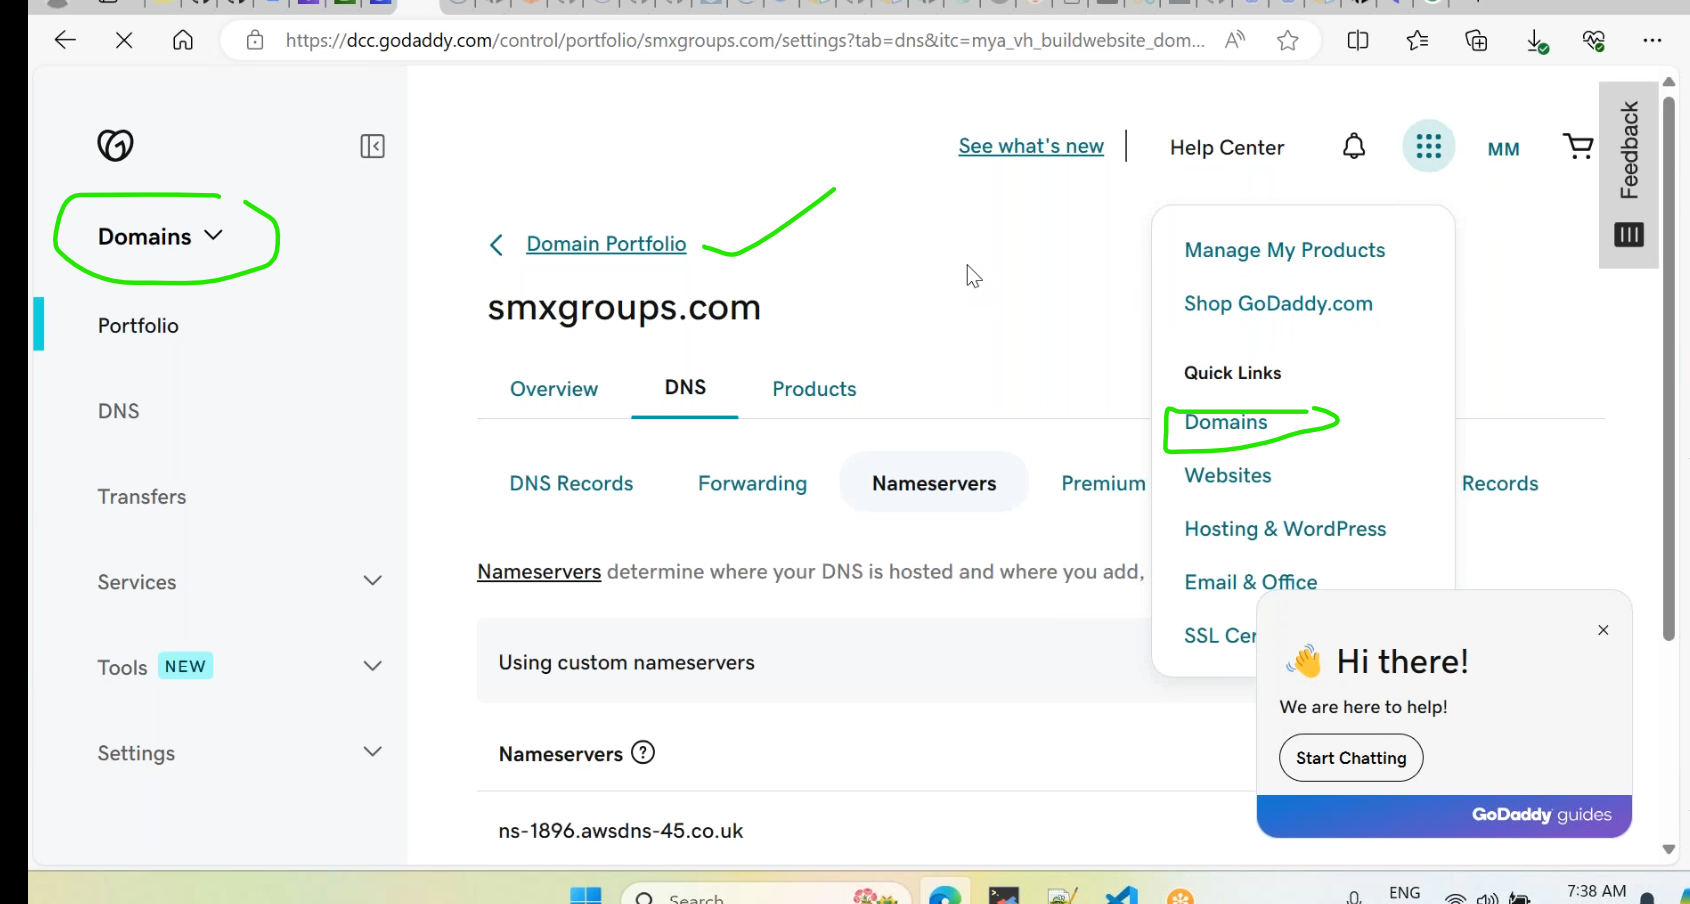 https://dcc.godaddy.com/control/portfolio/smxgroups.com/settings?tab=dns&itc=mya_vh_buildwebsite_dom...
See what's new
Help Center
MM
Feedback
Domains
Portfolio
DNS
Transfers
Services
Tools NEW
Settings
Domain Portfolio
smxgroups.com
Overview DNS Products
DNS Records Forwarding Nameservers Premium Records
Nameservers determine where your DNS is hosted and where you add,
Using custom nameservers
Nameservers ?
ns-1896.awsdns-45.co.uk
Manage My Products
Shop GoDaddy.com
Quick Links
Domains
Websites
Hosting & WordPress
Email & Office
SSL Cer
Hi there!
We are here to help!
Start Chatting
GoDaddy guides
Search
ENG
7:38 AM